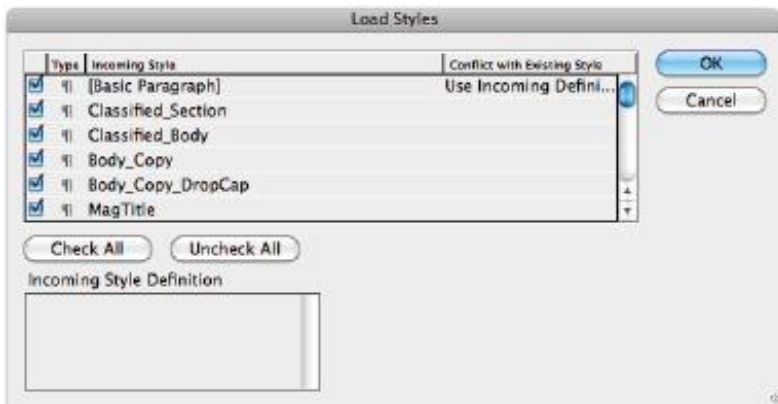 Load Styles
Type Incoming Style Conflict with Existing Style
¶ [Basic Paragraph] Use Incoming Defini...
¶ Classified_Section
¶ Classified_Body
¶ Body_Copy
¶ Body_Copy_DropCap
¶ MagTitle
OK
Cancel
Check All Uncheck All
Incoming Style Definition